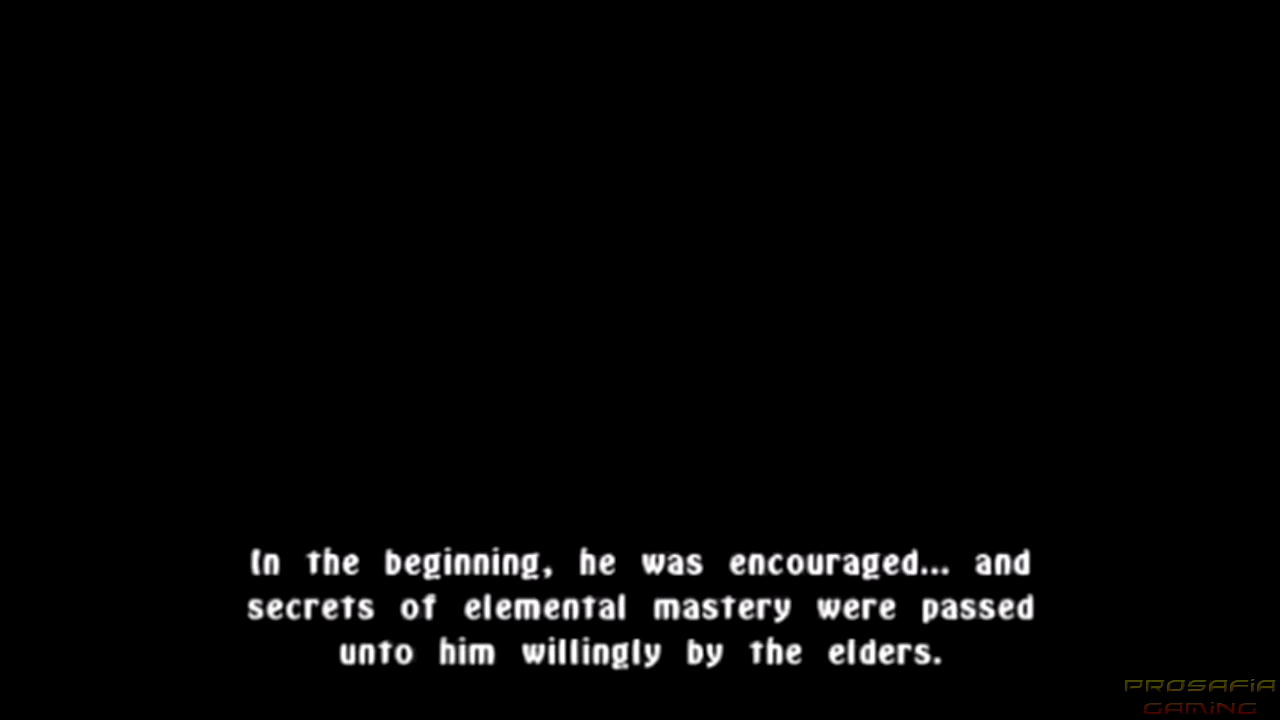 In the beginning, he was encouraged... and
secrets of elemental mastery were passed
unto him willingly by the elders.
PROSAFiA
GAMiNG